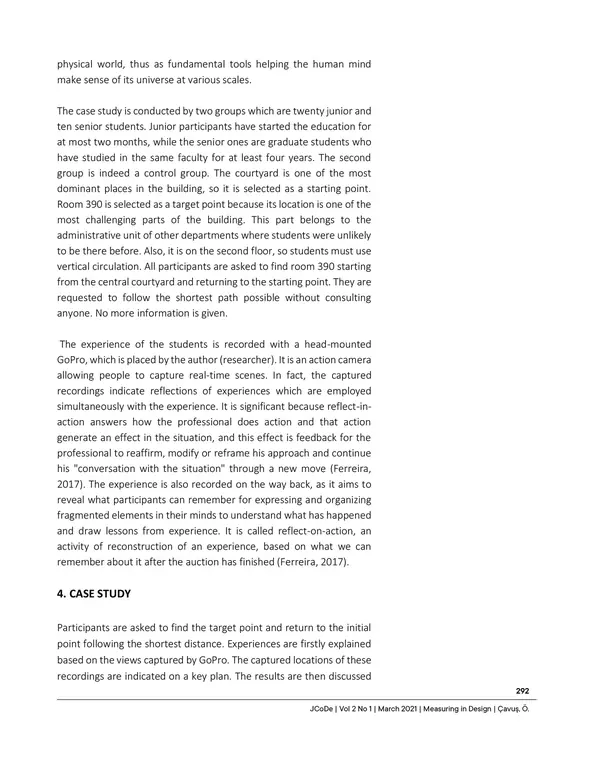 physical world, thus as fundamental tools helping the human mind
make sense of its universe at various scales.
The case study is conducted by two groups which are twenty junior and
ten senior students. Junior participants have started the education for
at most two months, while the senior ones are graduate students who
have studied in the same faculty for at least four years. The second
group is indeed a control group. The courtyard is one of the most
dominant places in the building, so it is selected as a starting point.
Room 390 is selected as a target point because its location is one of the
most challenging parts of the building. This part belongs to the
administrative unit of other departments where students were unlikely
to be there before. Also, it is on the second floor, so students must use
vertical circulation. All participants are asked to find room 390 starting
from the central courtyard and returning to the starting point. They are
requested to follow the shortest path possible without consulting
anyone. No more information is given.
The experience of the students is recorded with a head-mounted
GoPro, which is placed by the author (researcher). It is an action camera
allowing people to capture real-time scenes. In fact, the captured
recordings indicate reflections of experiences which are employed
simultaneously with the experience. It is significant because reflect-in-
action answers how the professional does action and that action
generate an effect in the situation, and this effect is feedback for the
professional to reaffirm, modify or reframe his approach and continue
his "conversation with the situation" through a new move (Ferreira,
2017). The experience is also recorded on the way back, as it aims to
reveal what participants can remember for expressing and organizing
fragmented elements in their minds to understand what has happened
and draw lessons from experience. It is called reflect-on-action, an
activity of reconstruction of an experience, based on what we can
remember about it after the auction has finished (Ferreira, 2017).
4. CASE STUDY
Participants are asked to find the target point and return to the initial
point following the shortest distance. Experiences are firstly explained
based on the views captured by GoPro. The captured locations of these
recordings are indicated on a key plan. The results are then discussed
292
JCoDe | Vol 2 No 1 | March 2021 | Measuring in Design | Çavuş, Ö.